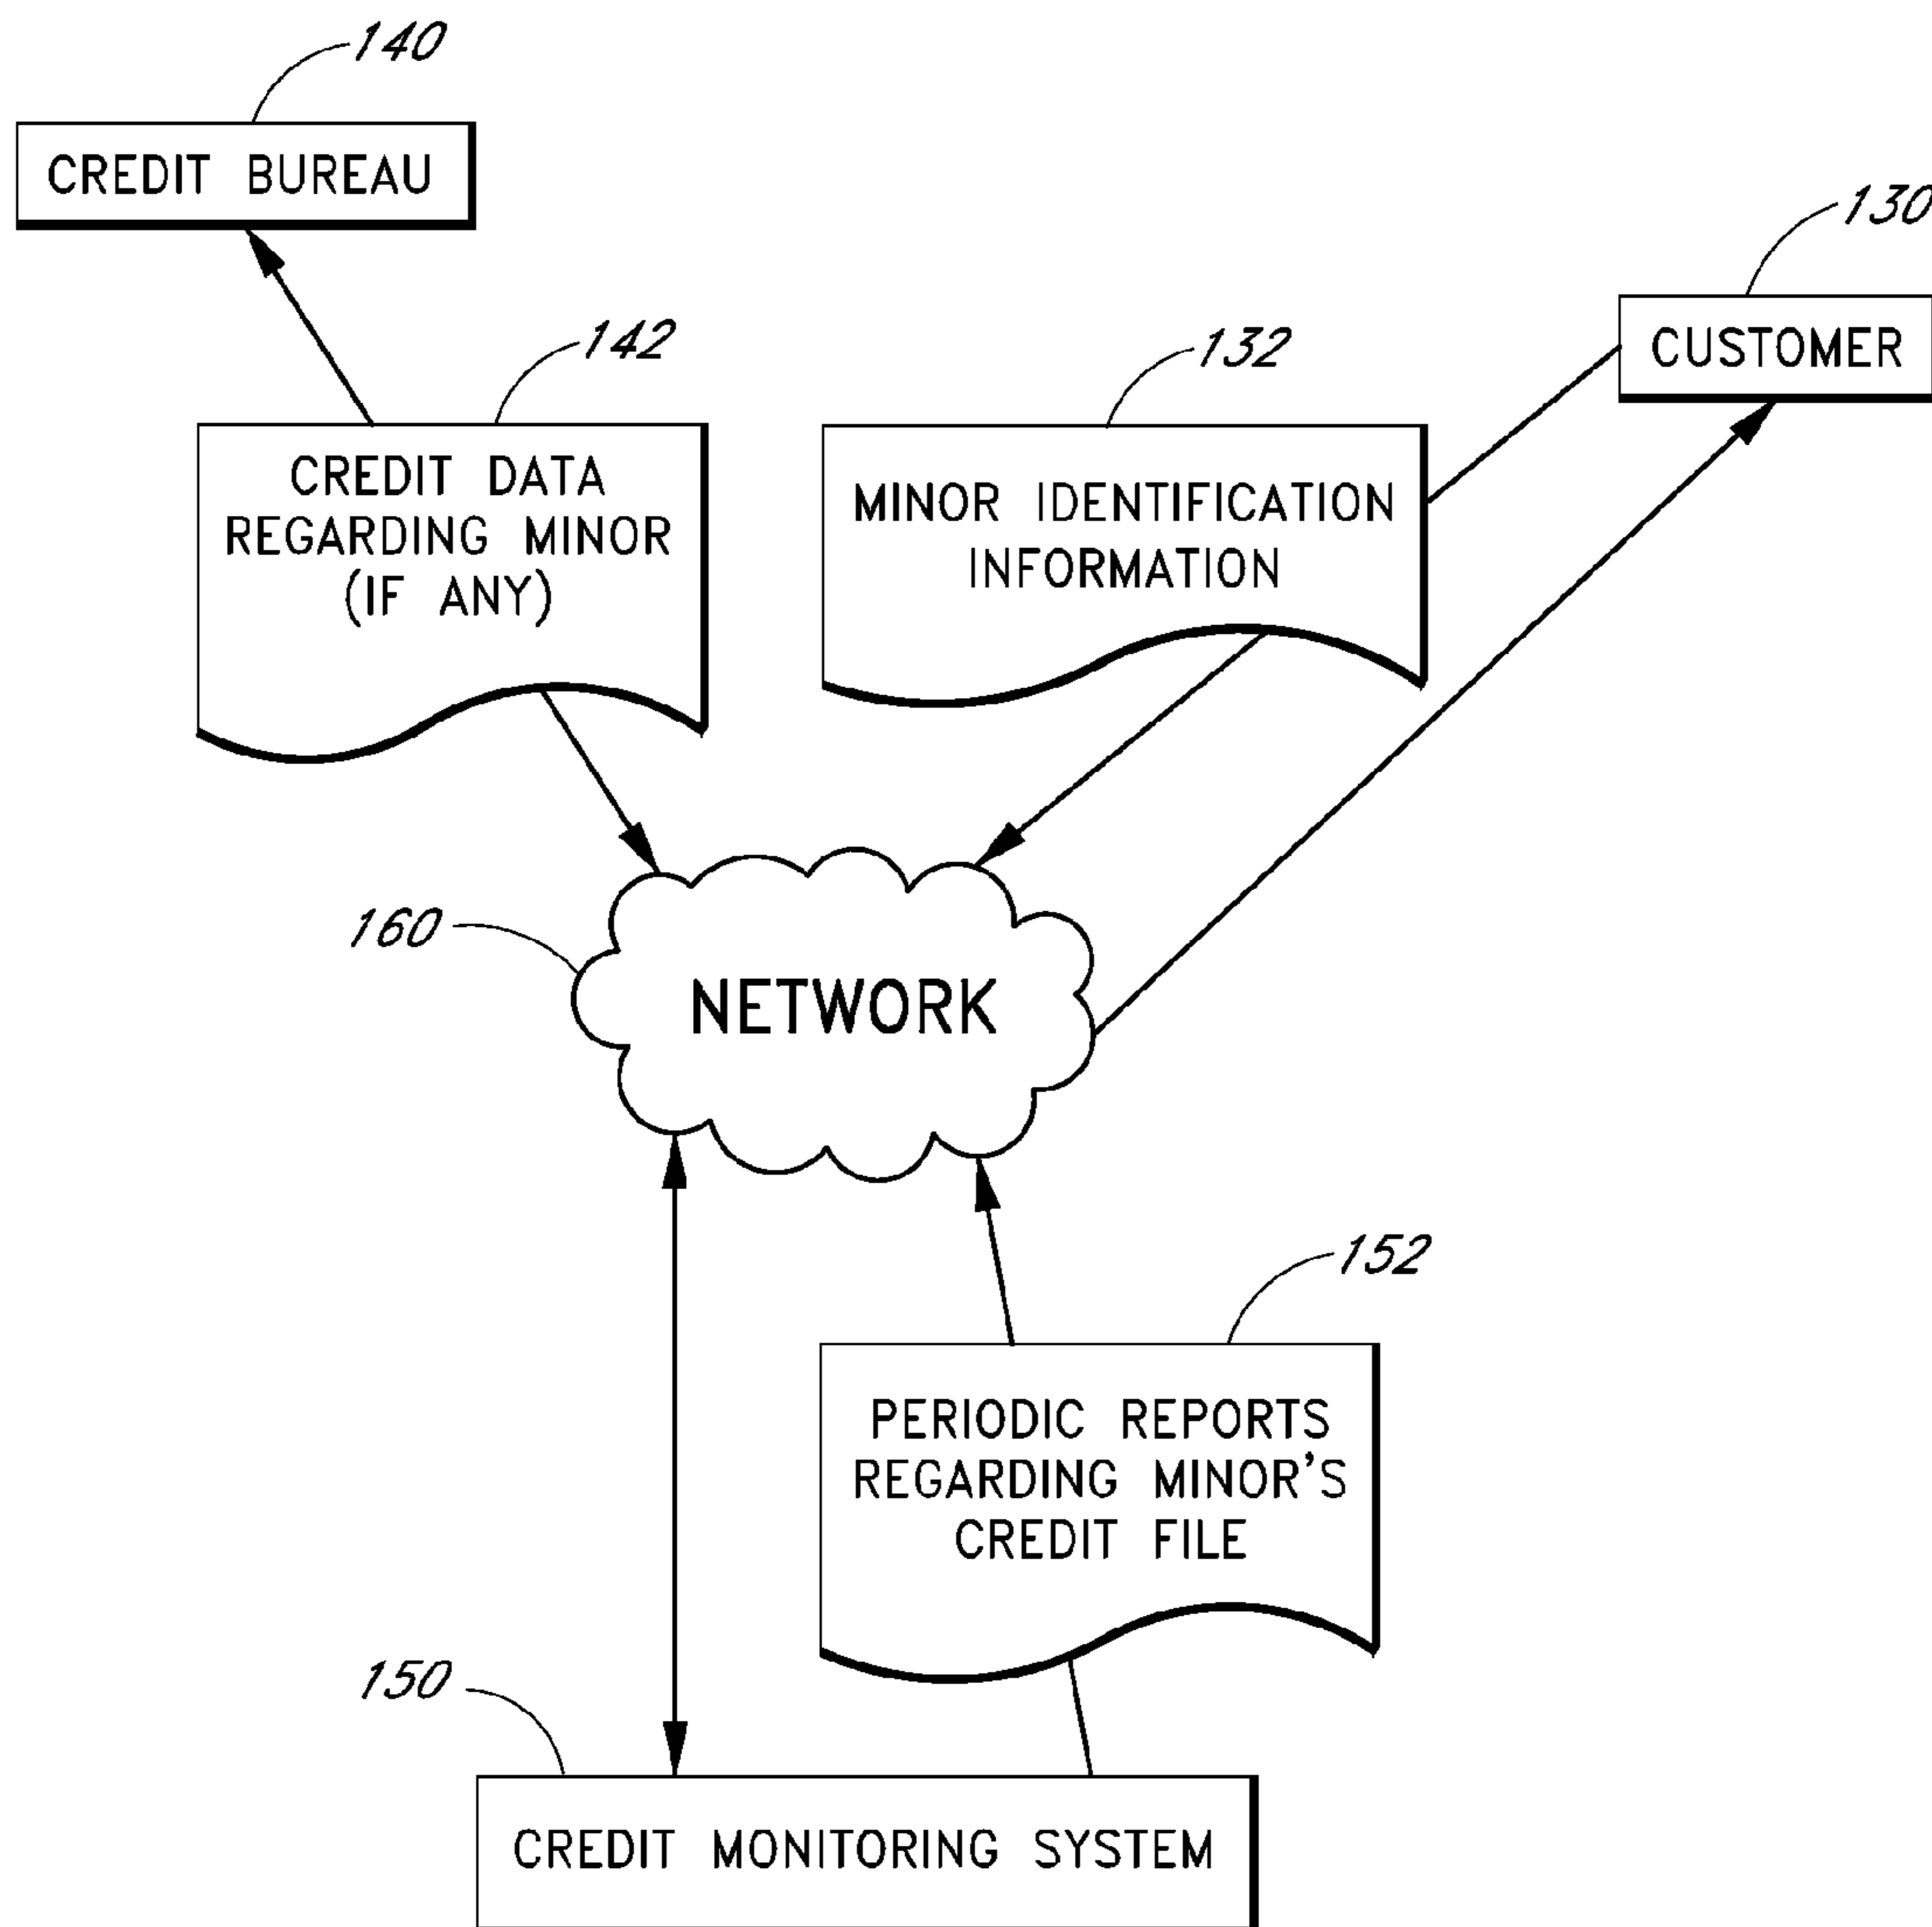 140
CREDIT BUREAU
130
CUSTOMER
142
CREDIT DATA
REGARDING MINOR
(IF ANY)
132
MINOR IDENTIFICATION
INFORMATION
160
NETWORK
152
PERIODIC REPORTS
REGARDING MINOR'S
CREDIT FILE
150
CREDIT MONITORING SYSTEM